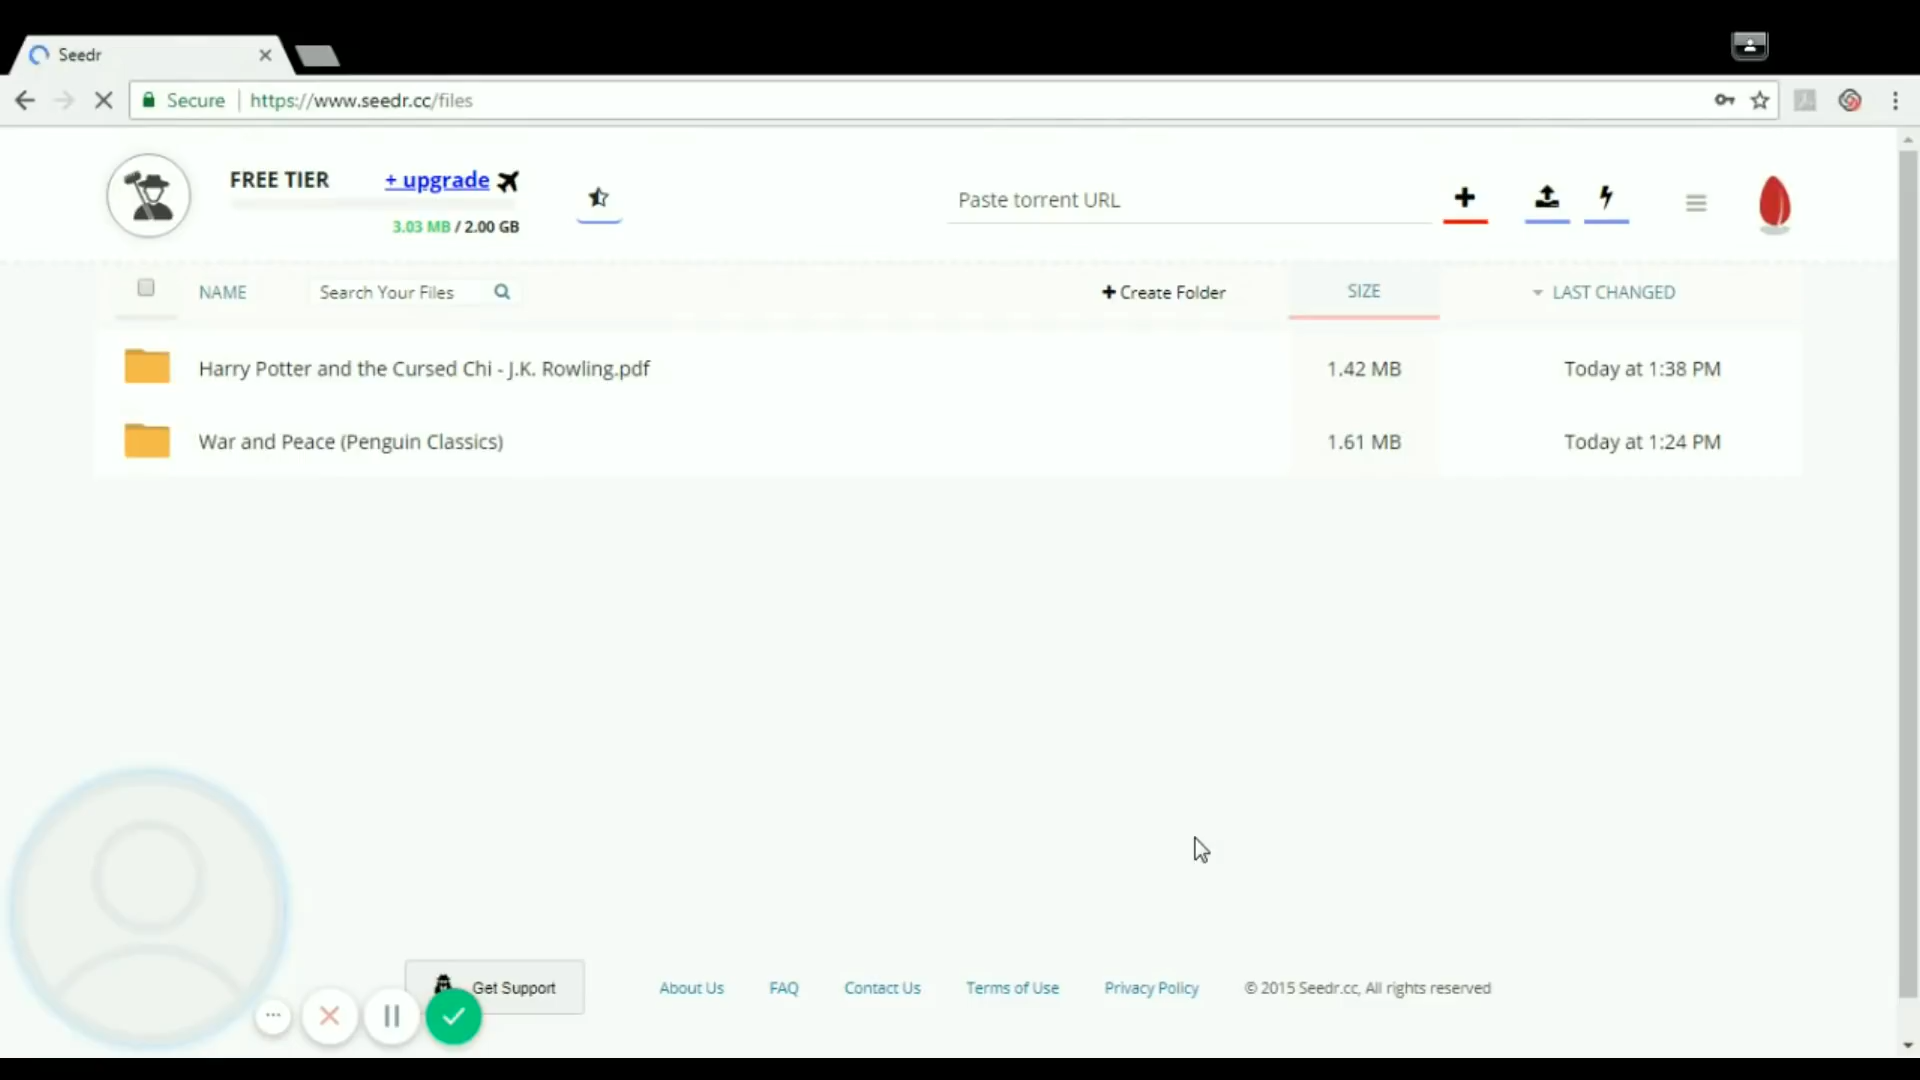 Seedr
Secure
https://www.seedr.cc/files
FREE TIER
+ upgrade
3.03 MB / 2.00 GB
Paste torrent URL
NAME
Search Your Files
Create Folder
SIZE
LAST CHANGED
Harry Potter and the Cursed Chi - J.K. Rowling.pdf
1.42 MB
Today at 1:38 PM
War and Peace (Penguin Classics)
1.61 MB
Today at 1:24 PM
Get Support
About Us
FAQ
Contact Us
Terms of Use
Privacy Policy
© 2015 Seedr.cc, All rights reserved